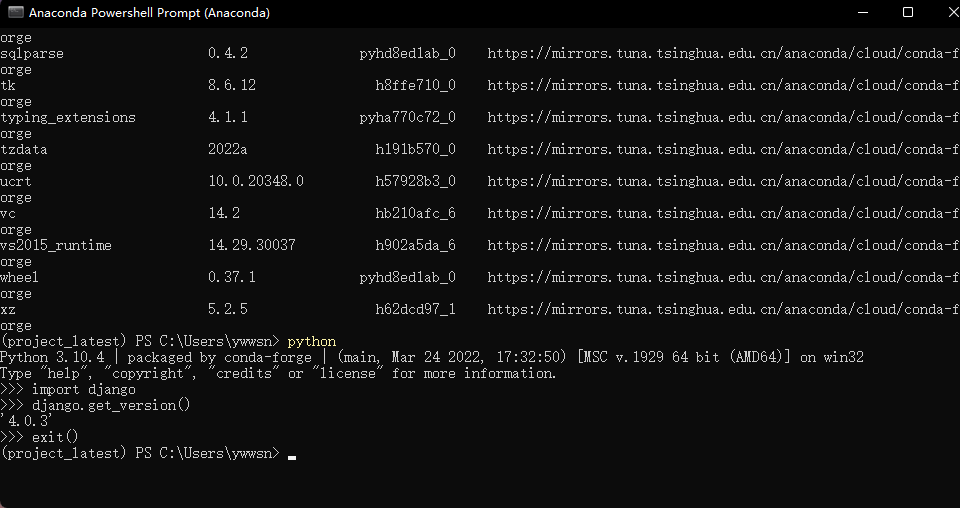 Anaconda Powershell Prompt (Anaconda)
orge
sqlparse 0.4.2 pyhd8ed1ab_0 https://mirrors.tuna.tsinghua.edu.cn/anaconda/cloud/conda-f
orge
tk 8.6.12 h8ffe710_0 https://mirrors.tuna.tsinghua.edu.cn/anaconda/cloud/conda-f
orge
typing_extensions 4.1.1 pyha770c72_0 https://mirrors.tuna.tsinghua.edu.cn/anaconda/cloud/conda-f
orge
tzdata 2022a h191b570_0 https://mirrors.tuna.tsinghua.edu.cn/anaconda/cloud/conda-f
orge
ucrt 10.0.20348.0 h57928b3_0 https://mirrors.tuna.tsinghua.edu.cn/anaconda/cloud/conda-f
orge
vc 14.2 hb210afc_6 https://mirrors.tuna.tsinghua.edu.cn/anaconda/cloud/conda-f
orge
vs2015_runtime 14.29.30037 h902a5da_6 https://mirrors.tuna.tsinghua.edu.cn/anaconda/cloud/conda-f
orge
wheel 0.37.1 pyhd8ed1ab_0 https://mirrors.tuna.tsinghua.edu.cn/anaconda/cloud/conda-f
orge
xz 5.2.5 h62dcd97_1 https://mirrors.tuna.tsinghua.edu.cn/anaconda/cloud/conda-f
orge
(project_latest) PS C:\Users\ywwsn> python
Python 3.10.4 | packaged by conda-forge | (main, Mar 24 2022, 17:32:50) [MSC v.1929 64 bit (AMD64)] on win32
Type "help", "copyright", "credits" or "license" for more information.
>>> import django
>>> django.get_version()
'4.0.3'
>>> exit()
(project_latest) PS C:\Users\ywwsn>